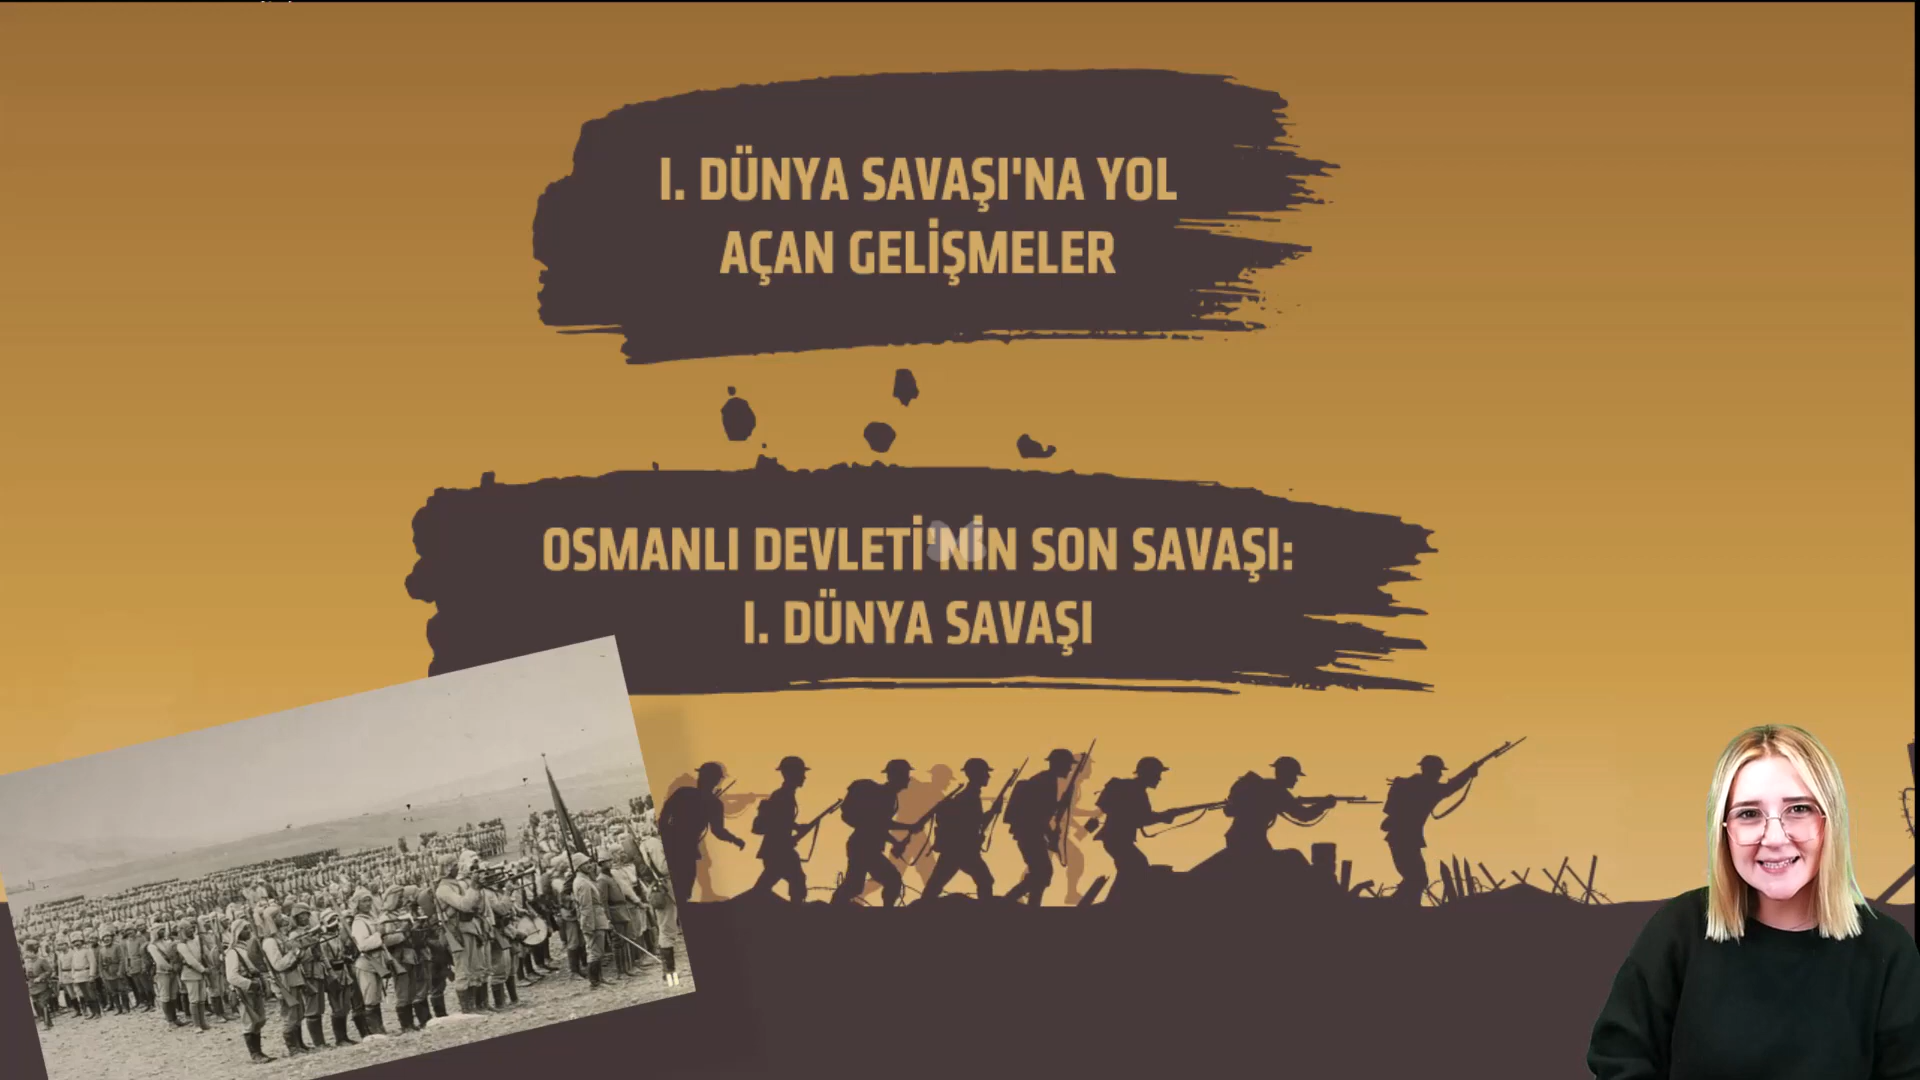 I. DÜNYA SAVAŞI'NA YOL
AÇAN GELİŞMELER
OSMANLI DEVLETİ'NİN SON SAVAŞI:
I. DÜNYA SAVAŞI